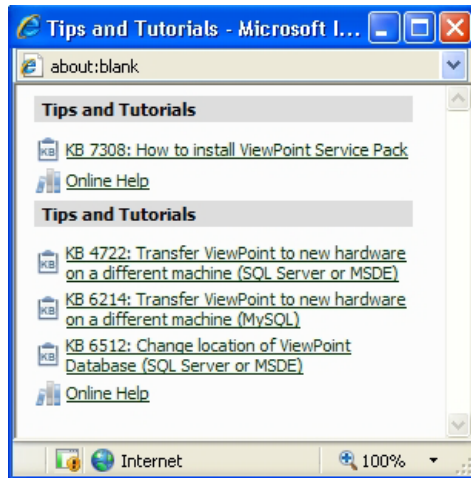 Tips and Tutorials - Microsoft I...
about:blank
Tips and Tutorials
KB 7308: How to install ViewPoint Service Pack
Online Help
Tips and Tutorials
KB 4722: Transfer ViewPoint to new hardware
on a different machine (SQL Server or MSDE)
KB 6214: Transfer ViewPoint to new hardware
on a different machine (MySQL)
KB 6512: Change location of ViewPoint
Database (SQL Server or MSDE)
Online Help
Internet 100%